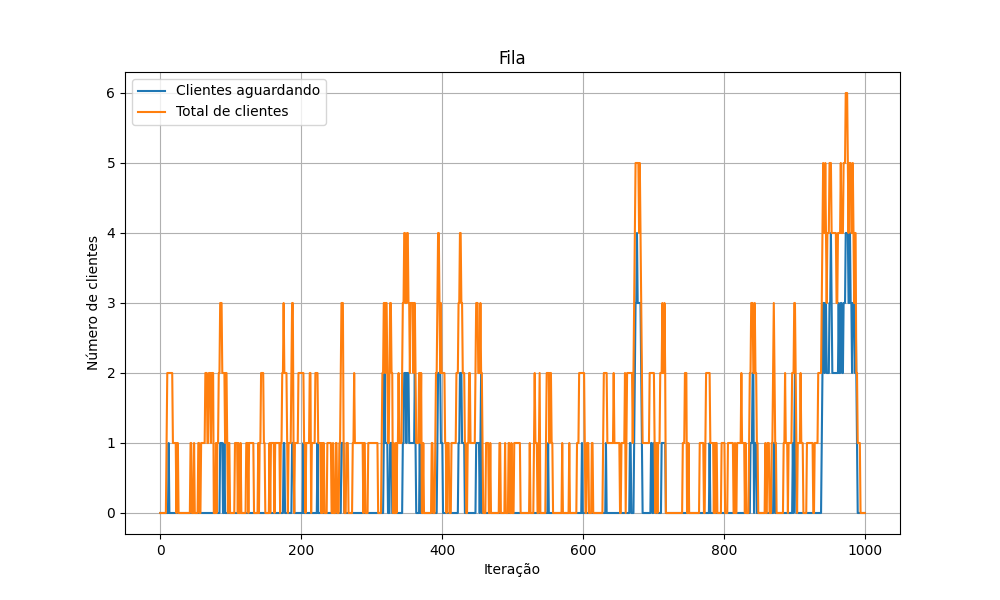 Fila
Clientes aguardando
Total de clientes
Número de clientes
6
5
4
3
2
1
0
0 200 400 600 800 1000
Iteração